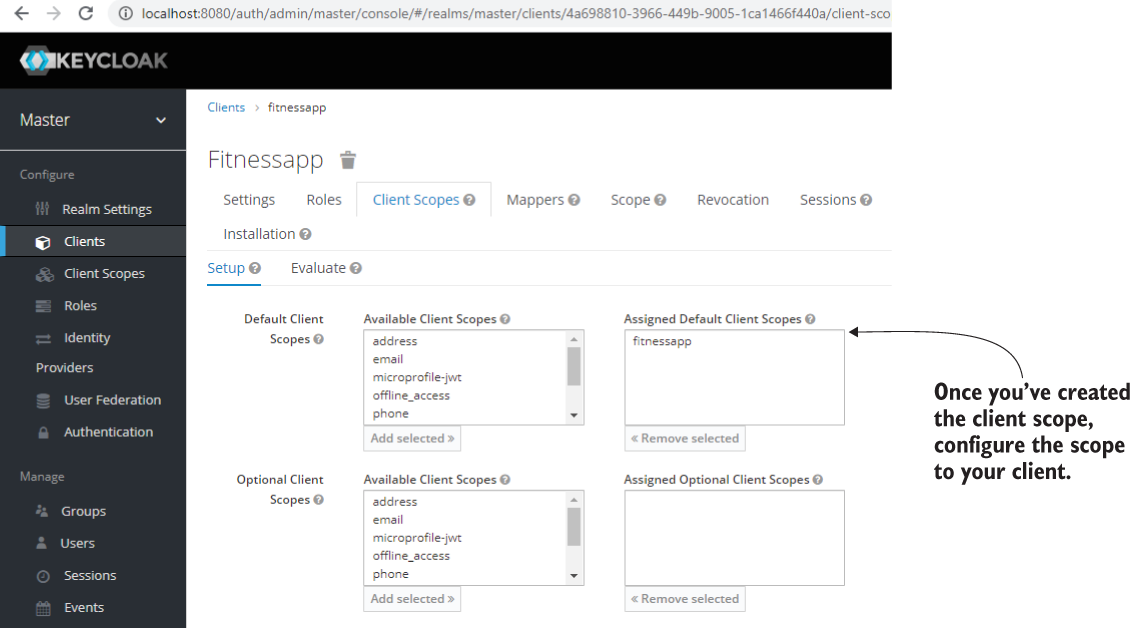 localhost:8080/auth/admin/master/console/#/realms/master/clients/4a698810-3966-449b-9005-1ca1466f440a/client-sco
KEYCLOAK
Master
Configure
Realm Settings
Clients
Client Scopes
Roles
Identity
Providers
User Federation
Authentication
Manage
Groups
Users
Sessions
Events
Clients > fitnessapp
Fitnessapp
Settings Roles Client Scopes Mappers Scope Revocation Sessions
Installation
Setup Evaluate
Default Client
Scopes
Available Client Scopes
address
email
microprofile-jwt
offline_access
phone
Add selected »
Assigned Default Client Scopes
fitnessapp
« Remove selected
Optional Client
Scopes
Available Client Scopes
address
email
microprofile-jwt
offline_access
phone
Add selected »
Assigned Optional Client Scopes
« Remove selected
Once you've created
the client scope,
configure the scope
to your client.